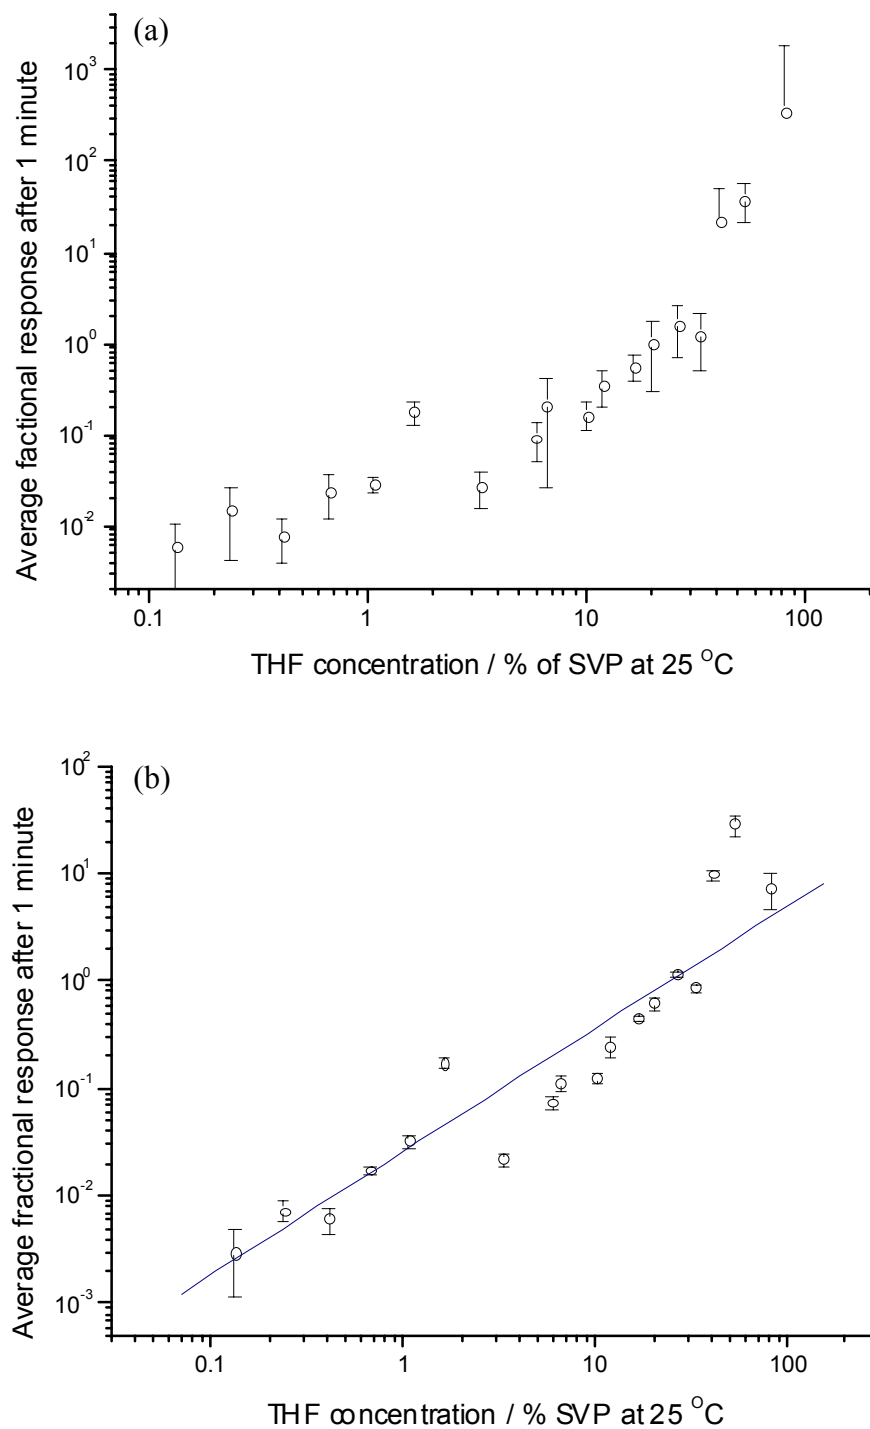 (a)
Average factional response after 1 minute
10³
10²
10¹
10⁰
10⁻¹
10⁻²
0.1 1 10 100
THF concentration / % of SVP at 25 °C
(b)
Average fractional response after 1 minute
10²
10¹
10⁰
10⁻¹
10⁻²
10⁻³
0.1 1 10 100
THF concentration / % SVP at 25 °C